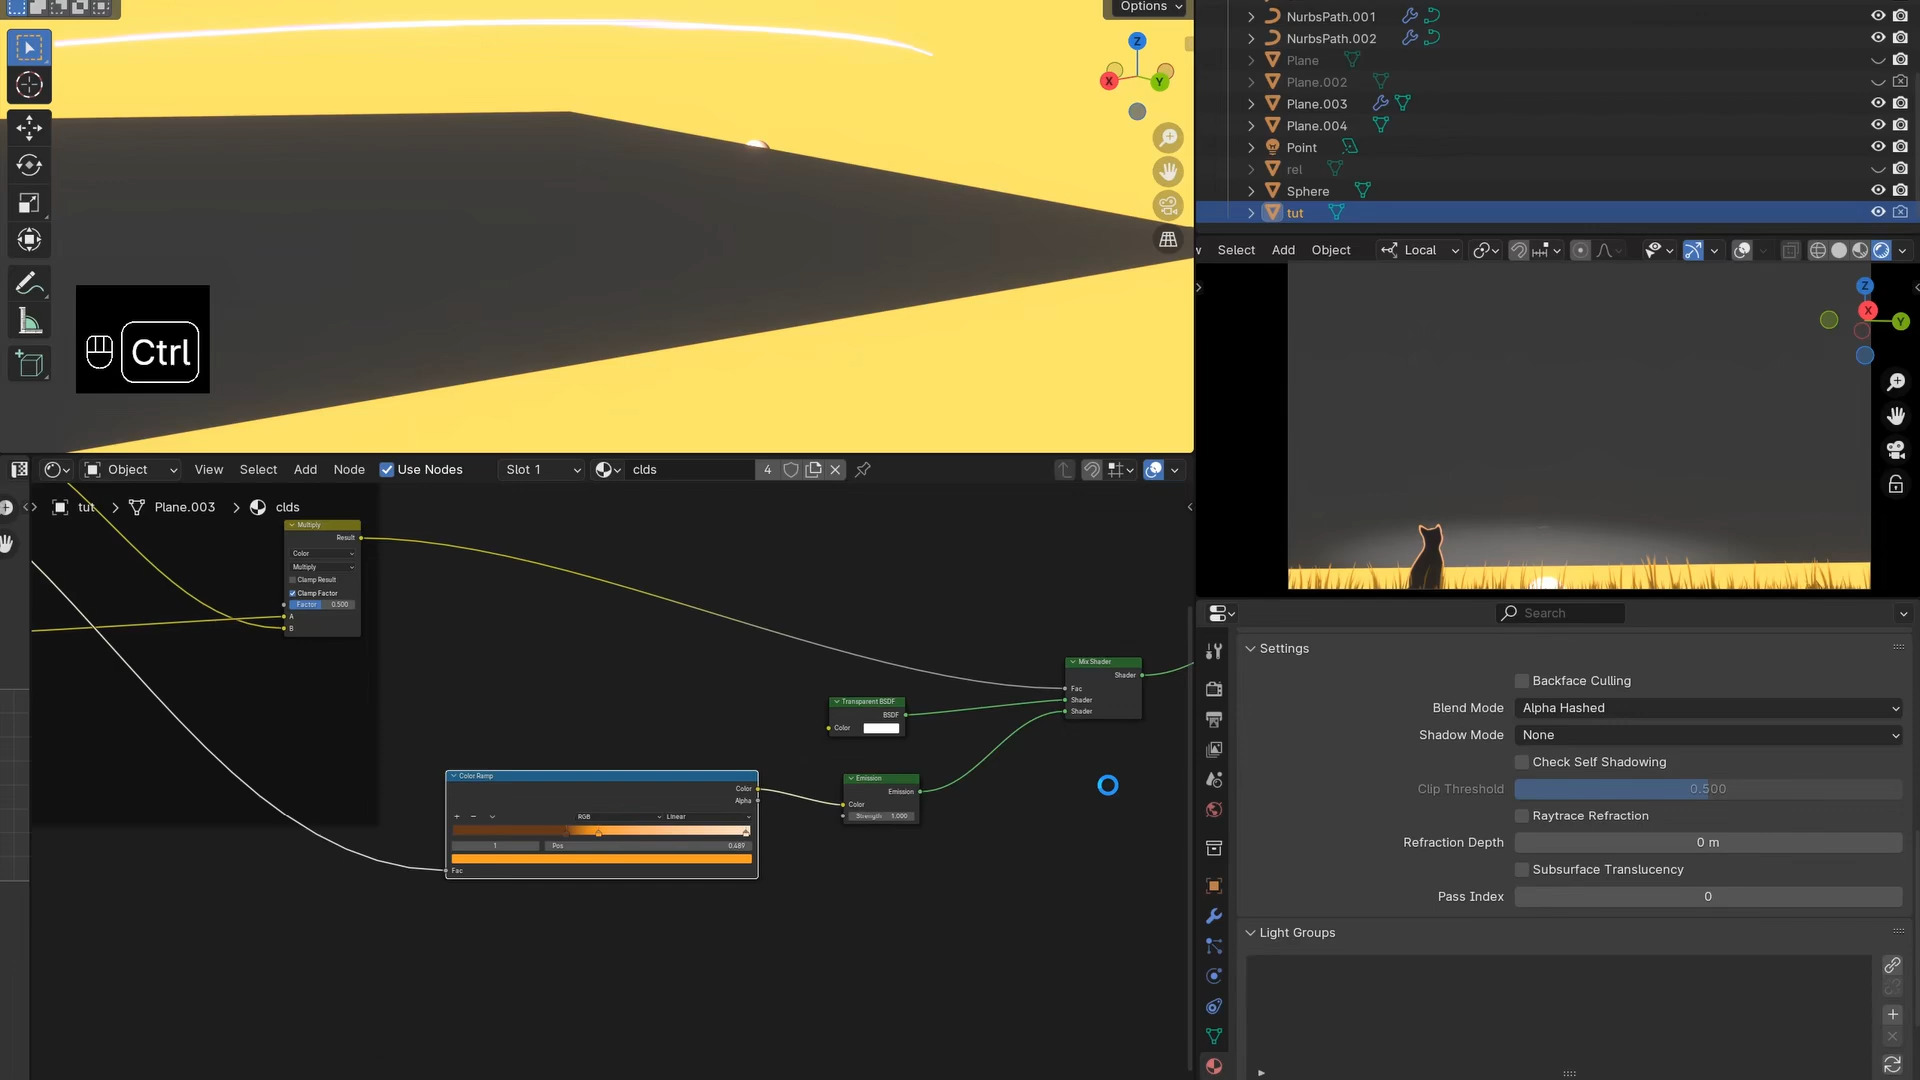 Options
Z
X
Y
Ctrl
NurbsPath.001
NurbsPath.002
Plane
Plane.002
Plane.003
Plane.004
Point
rel
Sphere
tut
Select Add Object Local
Z
X
Y
Object View Select Add Node Use Nodes Slot 1 clds 4
tut > Plane.003 > clds
Multiply
Result
Color
Multiply
Clamp Result
Clamp Factor
Factor 0.500
A
B
Mix Shader
Shader
Fac
Shader
Shader
Transparent BSDF
BSDF
Color
Color Ramp
Color
Alpha
RGB Linear
1 Pos 0.489
Fac
Emission
Emission
Color
Strength 1.000
Search
Settings
Backface Culling
Blend Mode Alpha Hashed
Shadow Mode None
Check Self Shadowing
Clip Threshold 0.500
Raytrace Refraction
Refraction Depth 0 m
Subsurface Translucency
Pass Index 0
Light Groups